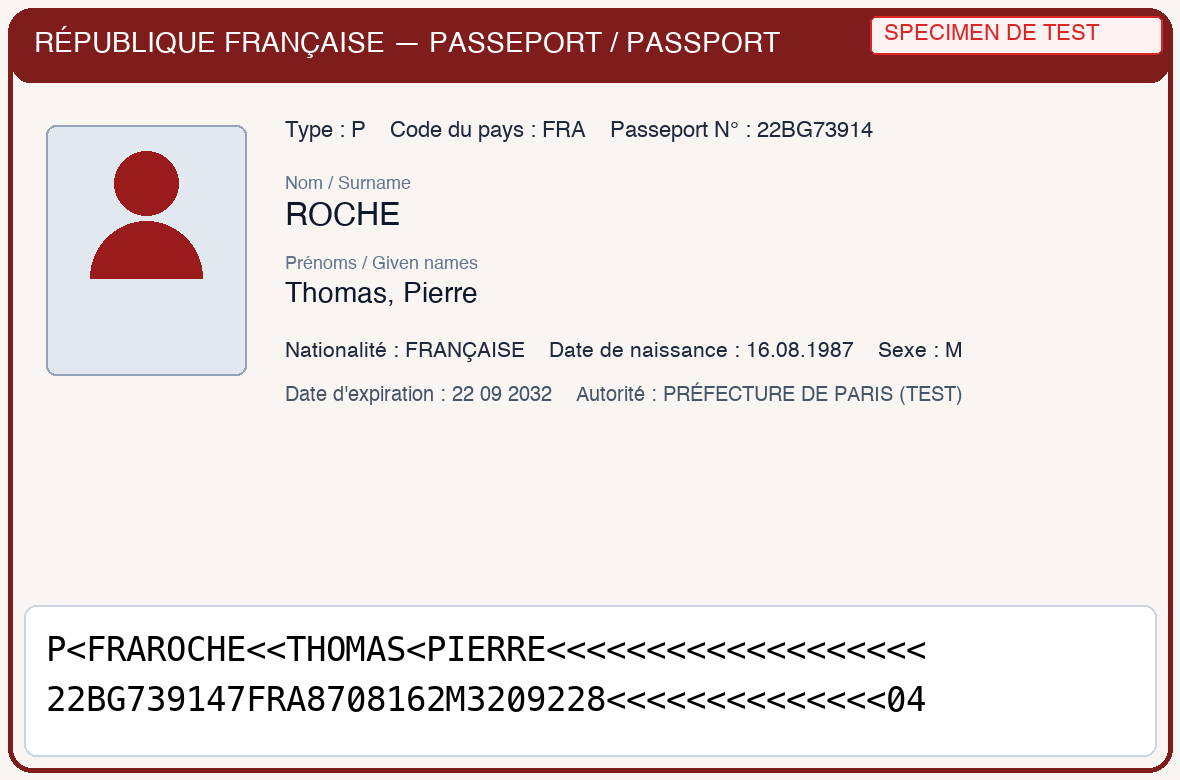 RÉPUBLIQUE FRANÇAISE — PASSEPORT / PASSPORT
SPECIMEN DE TEST
Type : P Code du pays : FRA Passeport N° : 22BG73914
Nom / Surname
ROCHE
Prénoms / Given names
Thomas, Pierre
Nationalité : FRANÇAISE Date de naissance : 16.08.1987 Sexe : M
Date d'expiration : 22 09 2032 Autorité : PRÉFECTURE DE PARIS (TEST)
P<FRAROCHE<<THOMAS<PIERRE<<<<<<<<<<<<<<<<<<<
22BG739147FRA8708162M3209228<<<<<<<<<<<<<<04